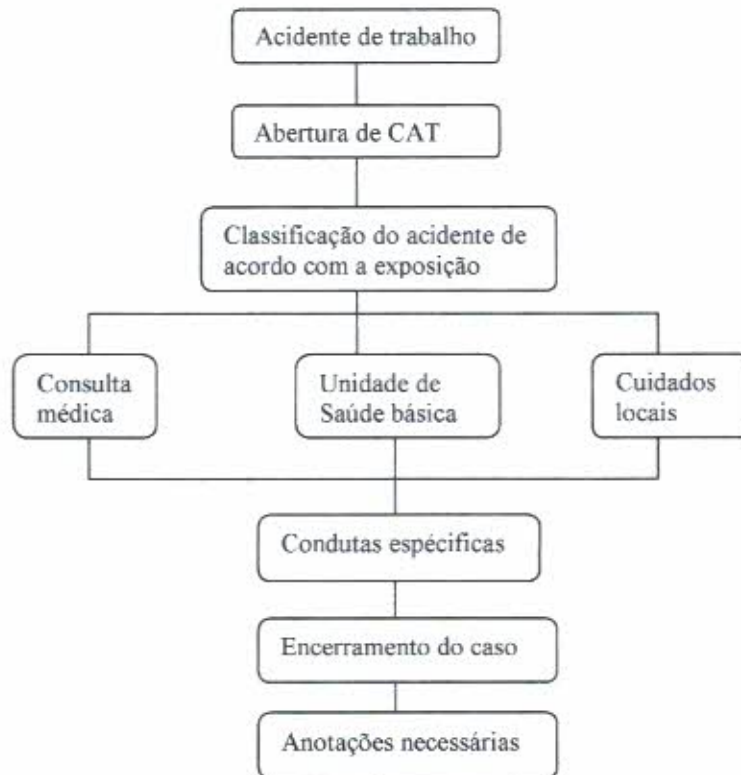 Acidente de trabalho
Abertura de CAT
Classificação do acidente de
acordo com a exposição
Consulta
médica
Unidade de
Saúde básica
Cuidados
locais
Condutas espécificas
Encerramento do caso
Anotações necessárias